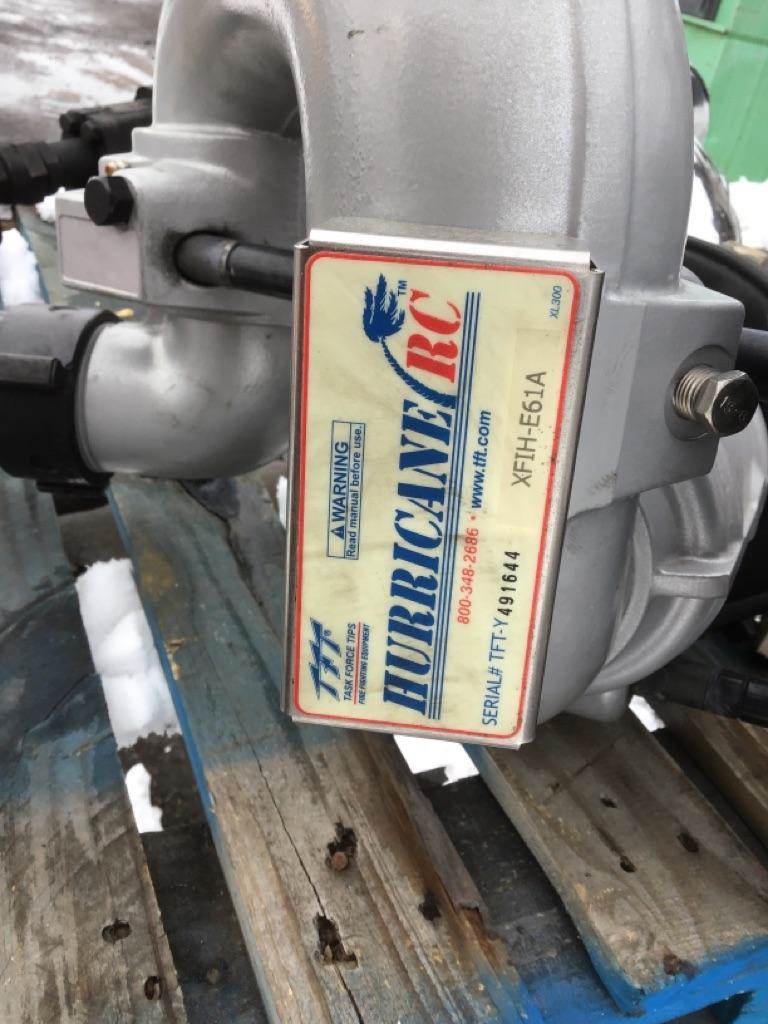 TFT®
TASK FORCE TIPS
FIRE FIGHTING EQUIPMENT
⚠WARNING
Read manual before use.
HURRICANE RC™
800-348-2686 • www.tft.com
SERIAL# TFT-Y491644 XFIH-E61A
XL300